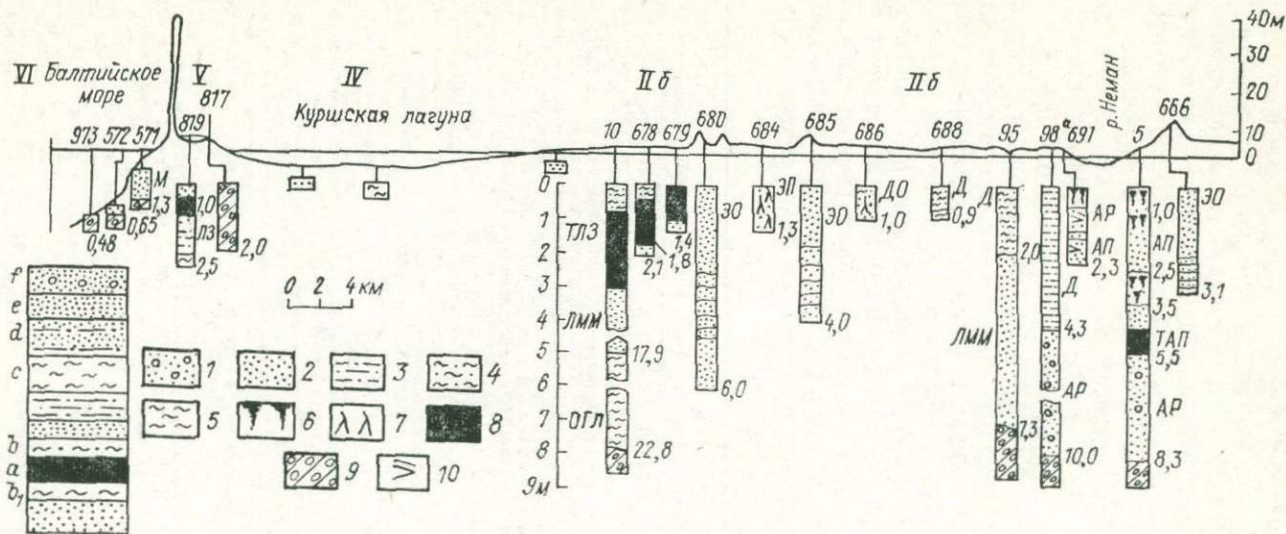 40м
30
20
10
0
VI Балтийское море
V
817
819
IV
Куршская лагуна
II б
II б
р. Неман
666
973 572 571
М
1,3
0,65
0,48
1,0
ЛЗ
2,5
2,0
10 678 679 680 684 685 686 688 95 98 а691 5
0
1
2
3
4
5
6
7
8
9м
ТЛЗ
ЛММ
17,9
ОГЛ
22,8
2,1
1,8
1,4
ЭО
6,0
ЭП
1,3
ЭО
4,0
ДО
1,0
Д
0,9
Д
2,0
ЛММ
7,3
Д
4,3
АР
10,0
АР
АП
2,3
1,0
АП
2,5
3,5
ТАП
5,5
АР
8,3
ЭО
3,1
0 2 4 км
f
e
d
c
b
a
b1
1
2
3
4
5
6
7
8
9
10